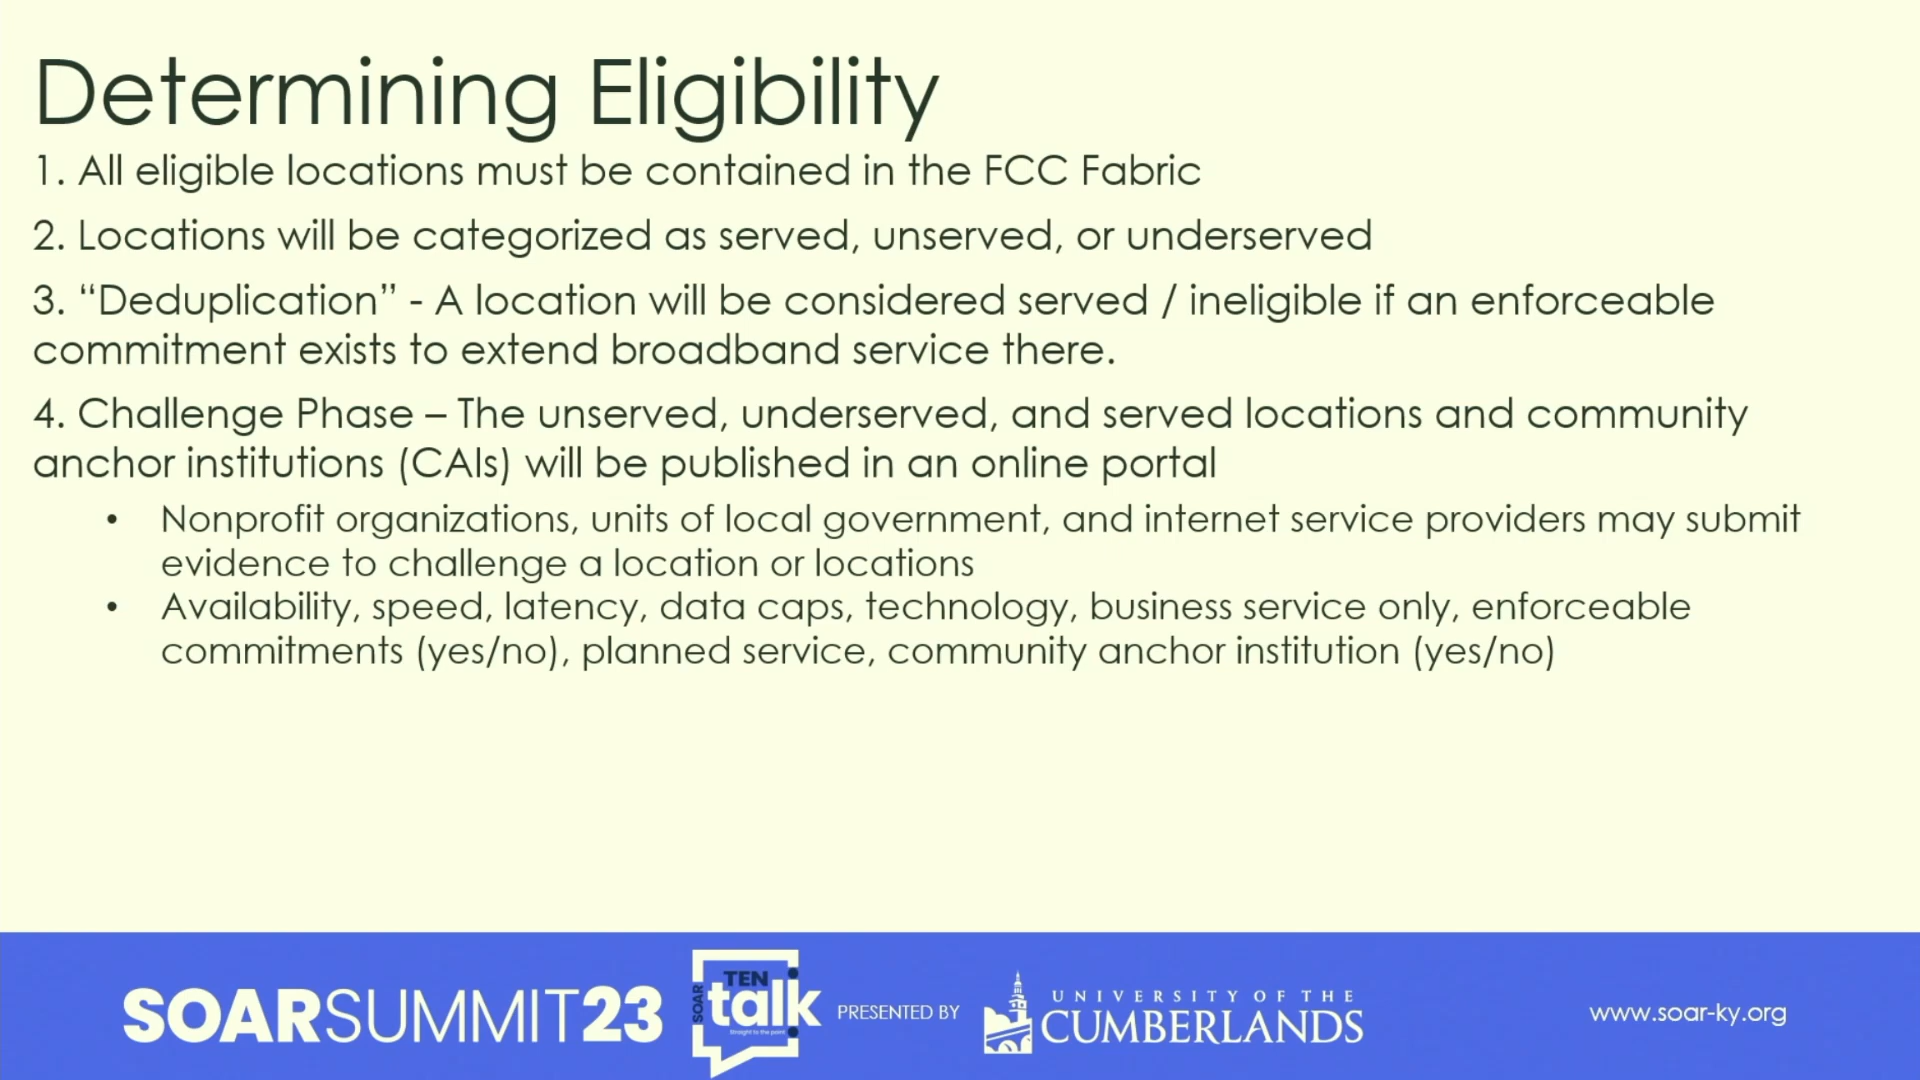 Determining Eligibility
1. All eligible locations must be contained in the FCC Fabric
2. Locations will be categorized as served, unserved, or underserved
3. “Deduplication” - A location will be considered served / ineligible if an enforceable
commitment exists to extend broadband service there.
4. Challenge Phase – The unserved, underserved, and served locations and community
anchor institutions (CAIs) will be published in an online portal
• Nonprofit organizations, units of local government, and internet service providers may submit
evidence to challenge a location or locations
• Availability, speed, latency, data caps, technology, business service only, enforceable
commitments (yes/no), planned service, community anchor institution (yes/no)
SOARSUMMIT23
SOAR
TEN
talk
Straight to the point
PRESENTED BY
UNIVERSITY OF THE
CUMBERLANDS
www.soar-ky.org